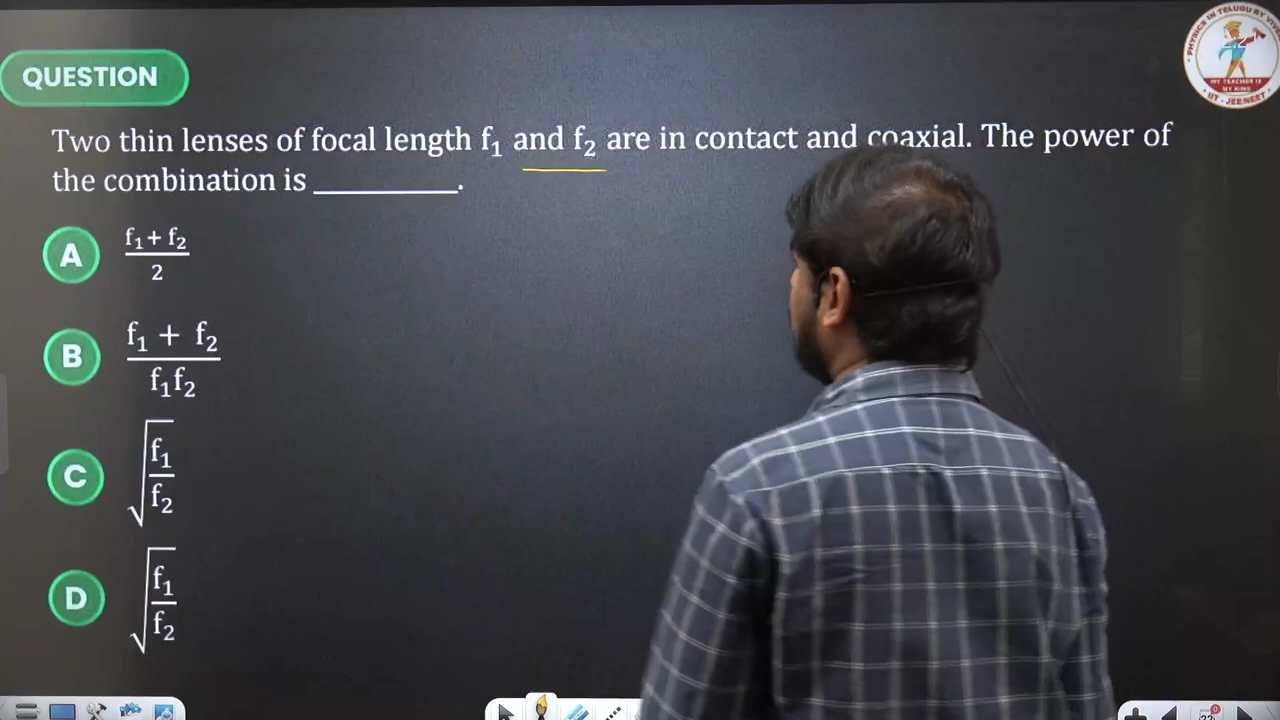 QUESTION
Two thin lenses of focal length f₁ and f₂ are in contact and coaxial. The power of
the combination is _________.
A f₁+ f₂
2
B f₁ + f₂
f₁f₂
C √f₁
f₂
D √f₁
f₂
PHYSICS IN TELUGU BY
MY TEACHER IS
MY KING
IIT - JEE/NEET